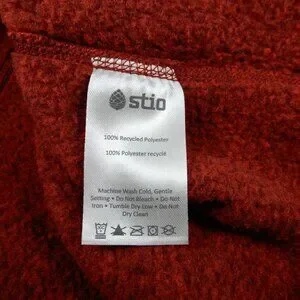 stio
100% Recycled Polyester
100% Polyester recyclé
Machine Wash Cold, Gentle
Setting • Do Not Bleach • Do Not
Iron • Tumble Dry Low • Do Not
Dry Clean